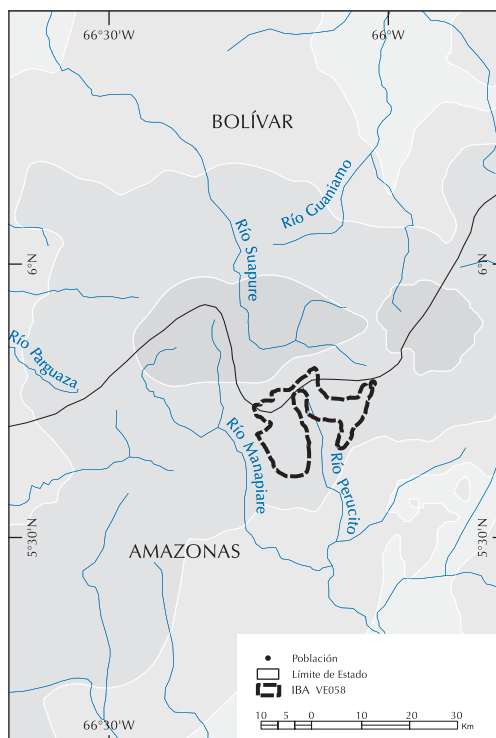 66°30'W
66°W
BOLÍVAR
Río Guaniamo
Río Suapure
6°N
6°N
Río Parguaza
Río Manapiare
Río Perucito
5°30'N
5°30'N
AMAZONAS
Población
Límite de Estado
IBA VE058
66°30'W
10 5 0 10 20 30 Km